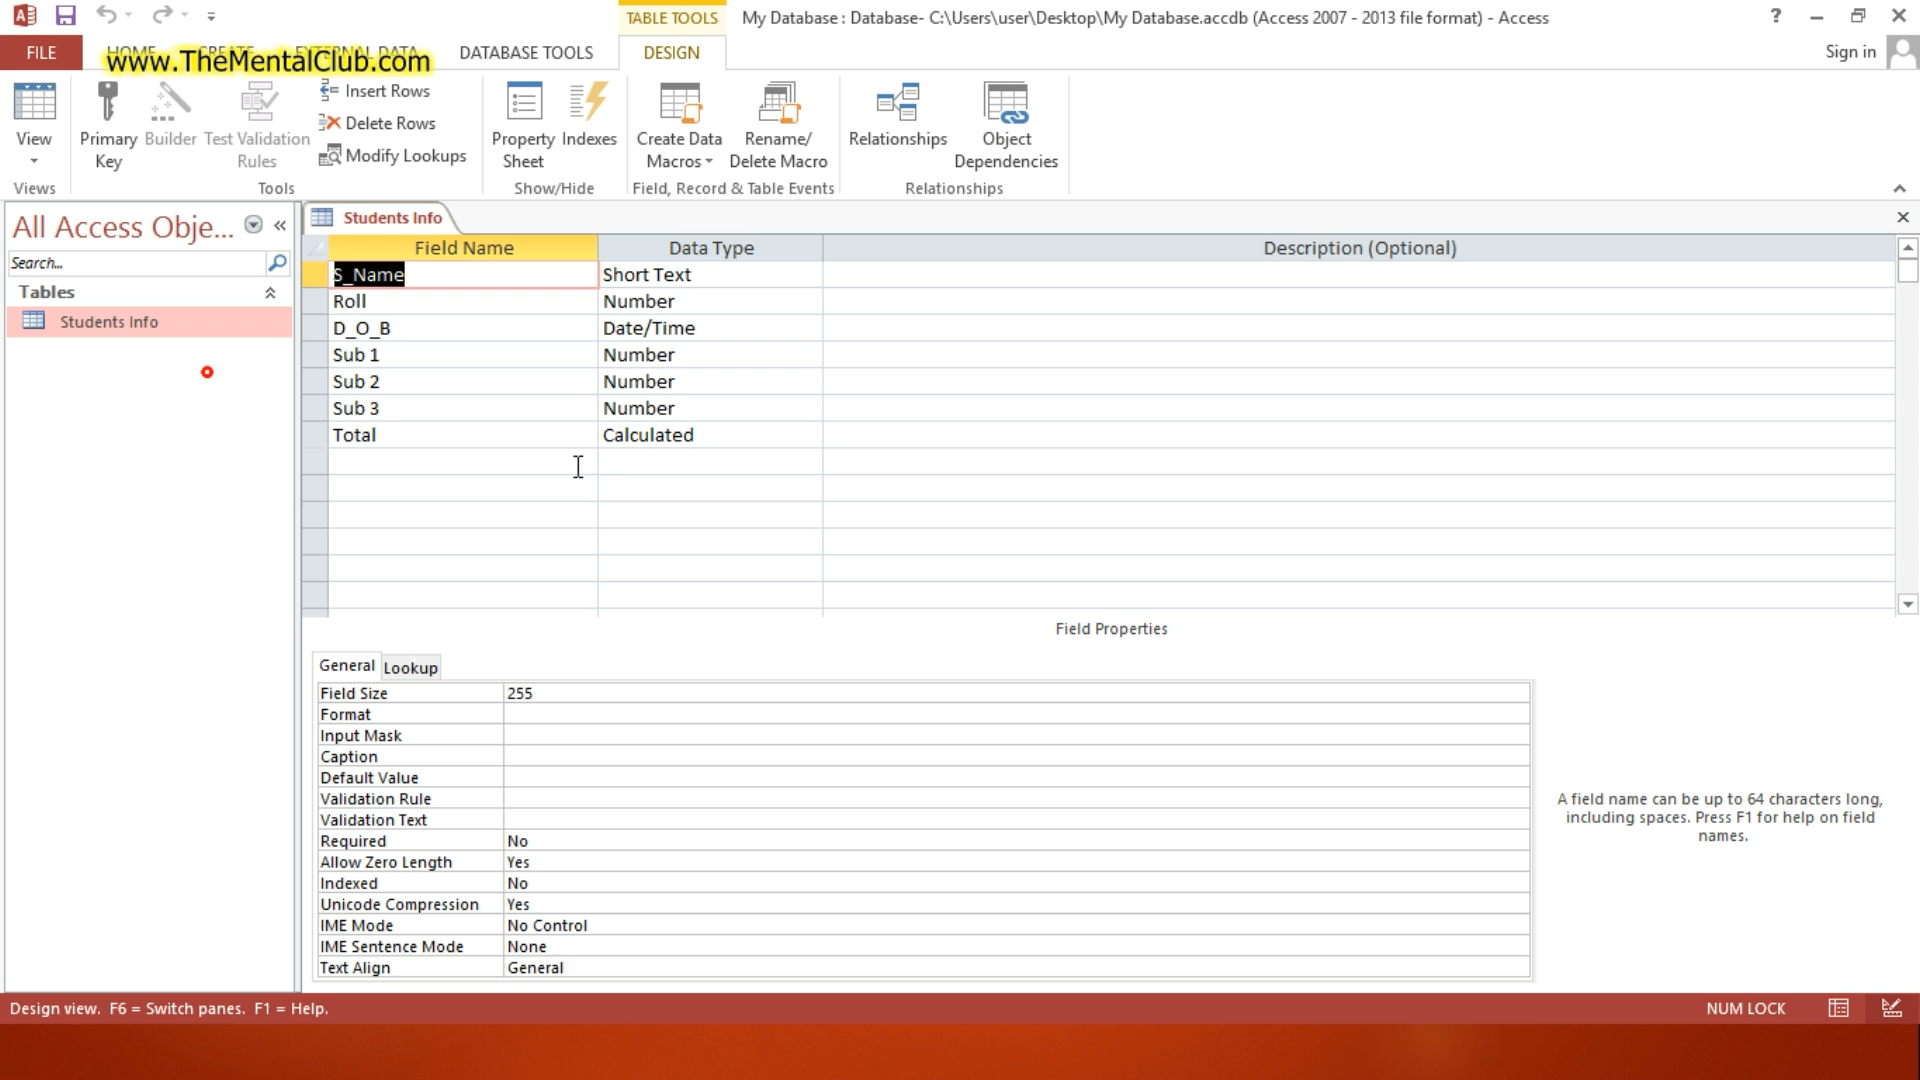 TABLE TOOLS
My Database : Database- C:\Users\user\Desktop\My Database.accdb (Access 2007 - 2013 file format) - Access
?
FILE
HOME
CREATE
EXTERNAL DATA
www.TheMentalClub.com
DATABASE TOOLS
DESIGN
Sign in
View
Primary
Key
Builder
Test Validation
Rules
Insert Rows
Delete Rows
Modify Lookups
Property
Sheet
Indexes
Create Data
Macros
Rename/
Delete Macro
Relationships
Object
Dependencies
Views
Tools
Show/Hide
Field, Record & Table Events
Relationships
All Access Obje...
«
Search...
Tables
Students Info
Students Info
Field Name
Data Type
Description (Optional)
S_Name
Short Text
Roll
Number
D_O_B
Date/Time
Sub 1
Number
Sub 2
Number
Sub 3
Number
Total
Calculated
Field Properties
General
Lookup
Field Size
255
Format
Input Mask
Caption
Default Value
Validation Rule
Validation Text
Required
No
Allow Zero Length
Yes
Indexed
No
Unicode Compression
Yes
IME Mode
No Control
IME Sentence Mode
None
Text Align
General
A field name can be up to 64 characters long,
including spaces. Press F1 for help on field
names.
Design view.  F6 = Switch panes.  F1 = Help.
NUM LOCK